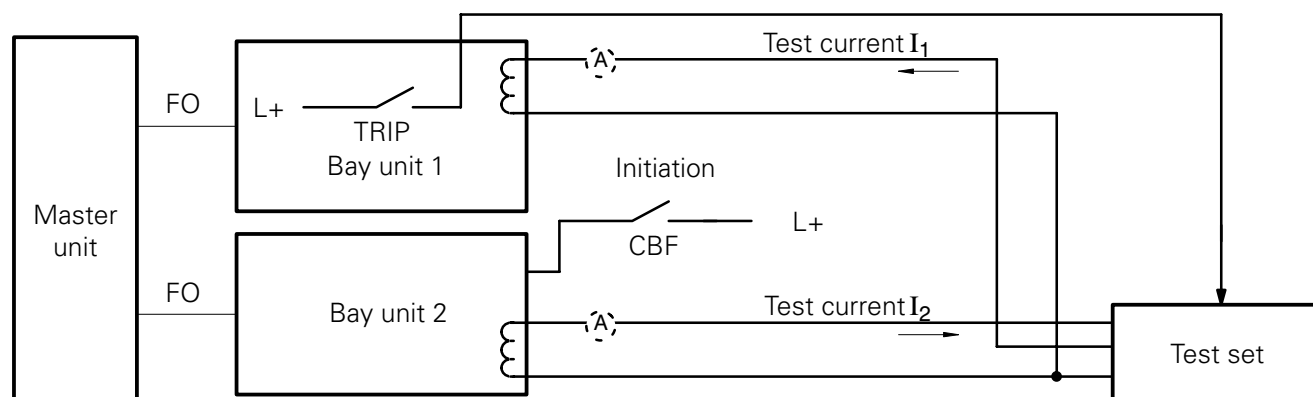 Master
unit
FO
FO
L+
TRIP
Bay unit 1
A
Test current I1
Initiation
CBF
L+
Bay unit 2
A
Test current I2
Test set